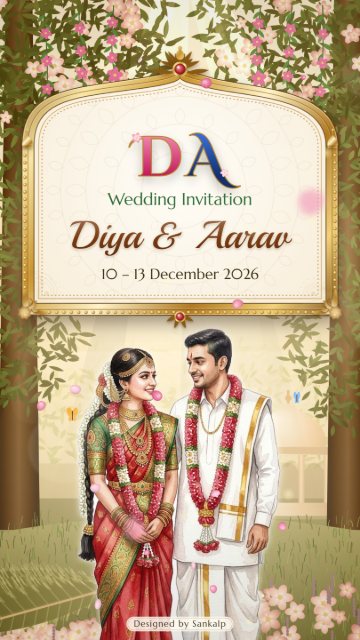 DA
Wedding Invitation
Diya & Aarav
10 – 13 December 2026
Designed by Sankalp